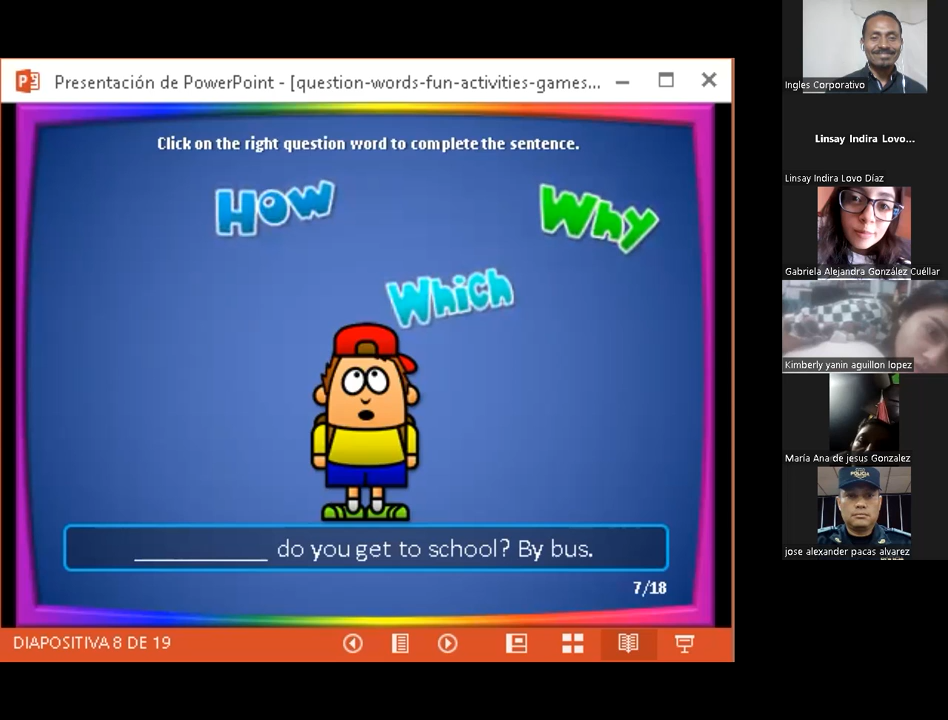 Presentación de PowerPoint - [question-words-fun-activities-games...
Click on the right question word to complete the sentence.
How
Why
Which
____________ do you get to school? By bus.
7/18
DIAPOSITIVA 8 DE 19
Ingles Corporativo
Linsay Indira Lovo...
Linsay Indira Lovo Díaz
Gabriela Alejandra González Cuéllar
Kimberly yanin aguillon lopez
María Ana de jesus Gonzalez
POLICIA
jose alexander pacas alvarez